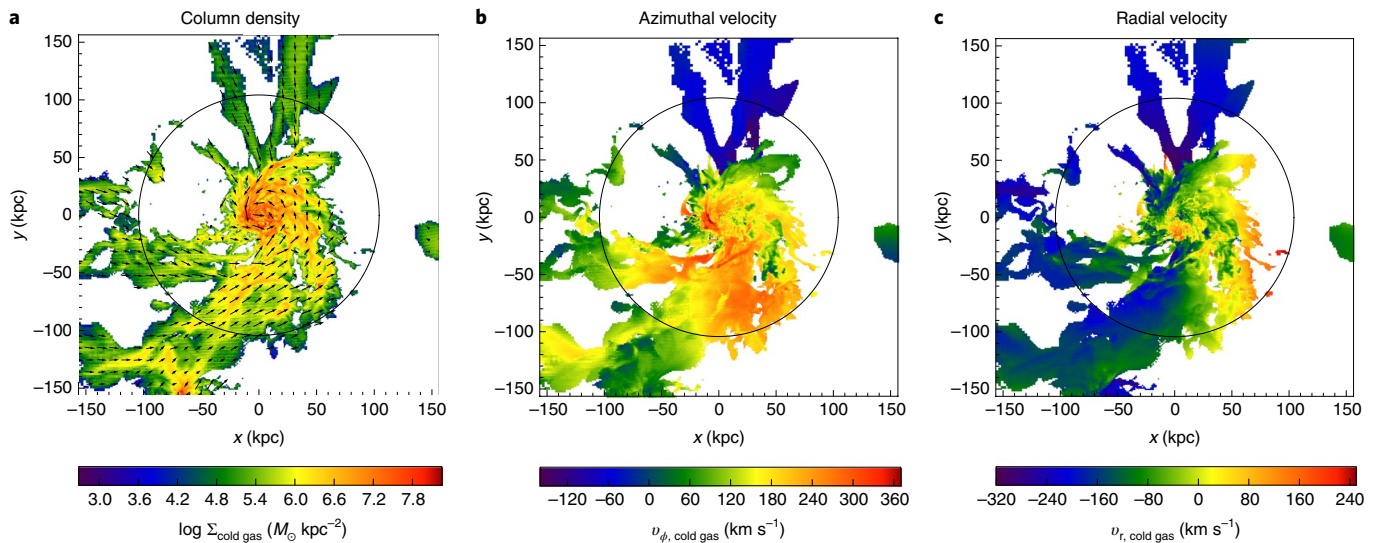 a Column density
150
100
50
0
−50
−100
−150
y (kpc)
−150 −100 −50 0 50 100 150
x (kpc)
3.0 3.6 4.2 4.8 5.4 6.0 6.6 7.2 7.8
log Σcold gas (M⊙ kpc−2)
b Azimuthal velocity
150
100
50
0
−50
−100
−150
y (kpc)
−150 −100 −50 0 50 100 150
x (kpc)
−120 −60 0 60 120 180 240 300 360
υϕ, cold gas
(km s−1)
c Radial velocity
150
100
50
0
−50
−100
−150
y (kpc)
−150 −100 −50 0 50 100 150
x (kpc)
−320 −240 −160 −80 0 80 160 240
υr, cold gas
(km s−1)